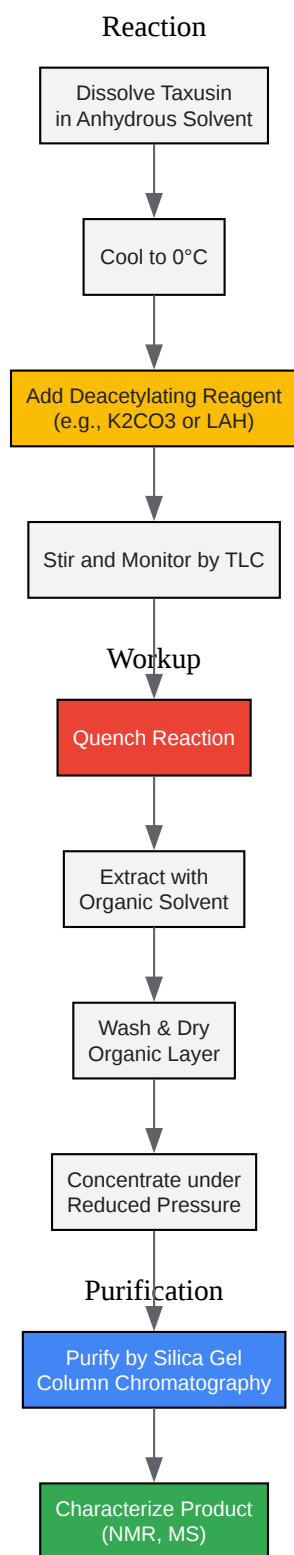 Reaction
Dissolve Taxusin
in Anhydrous Solvent
Cool to 0°C
Add Deacetylating Reagent
(e.g., K2CO3 or LAH)
Stir and Monitor by TLC
Workup
Quench Reaction
Extract with
Organic Solvent
Wash & Dry
Organic Layer
Concentrate under
Reduced Pressure
Purification
Purify by Silica Gel
Column Chromatography
Characterize Product
(NMR, MS)